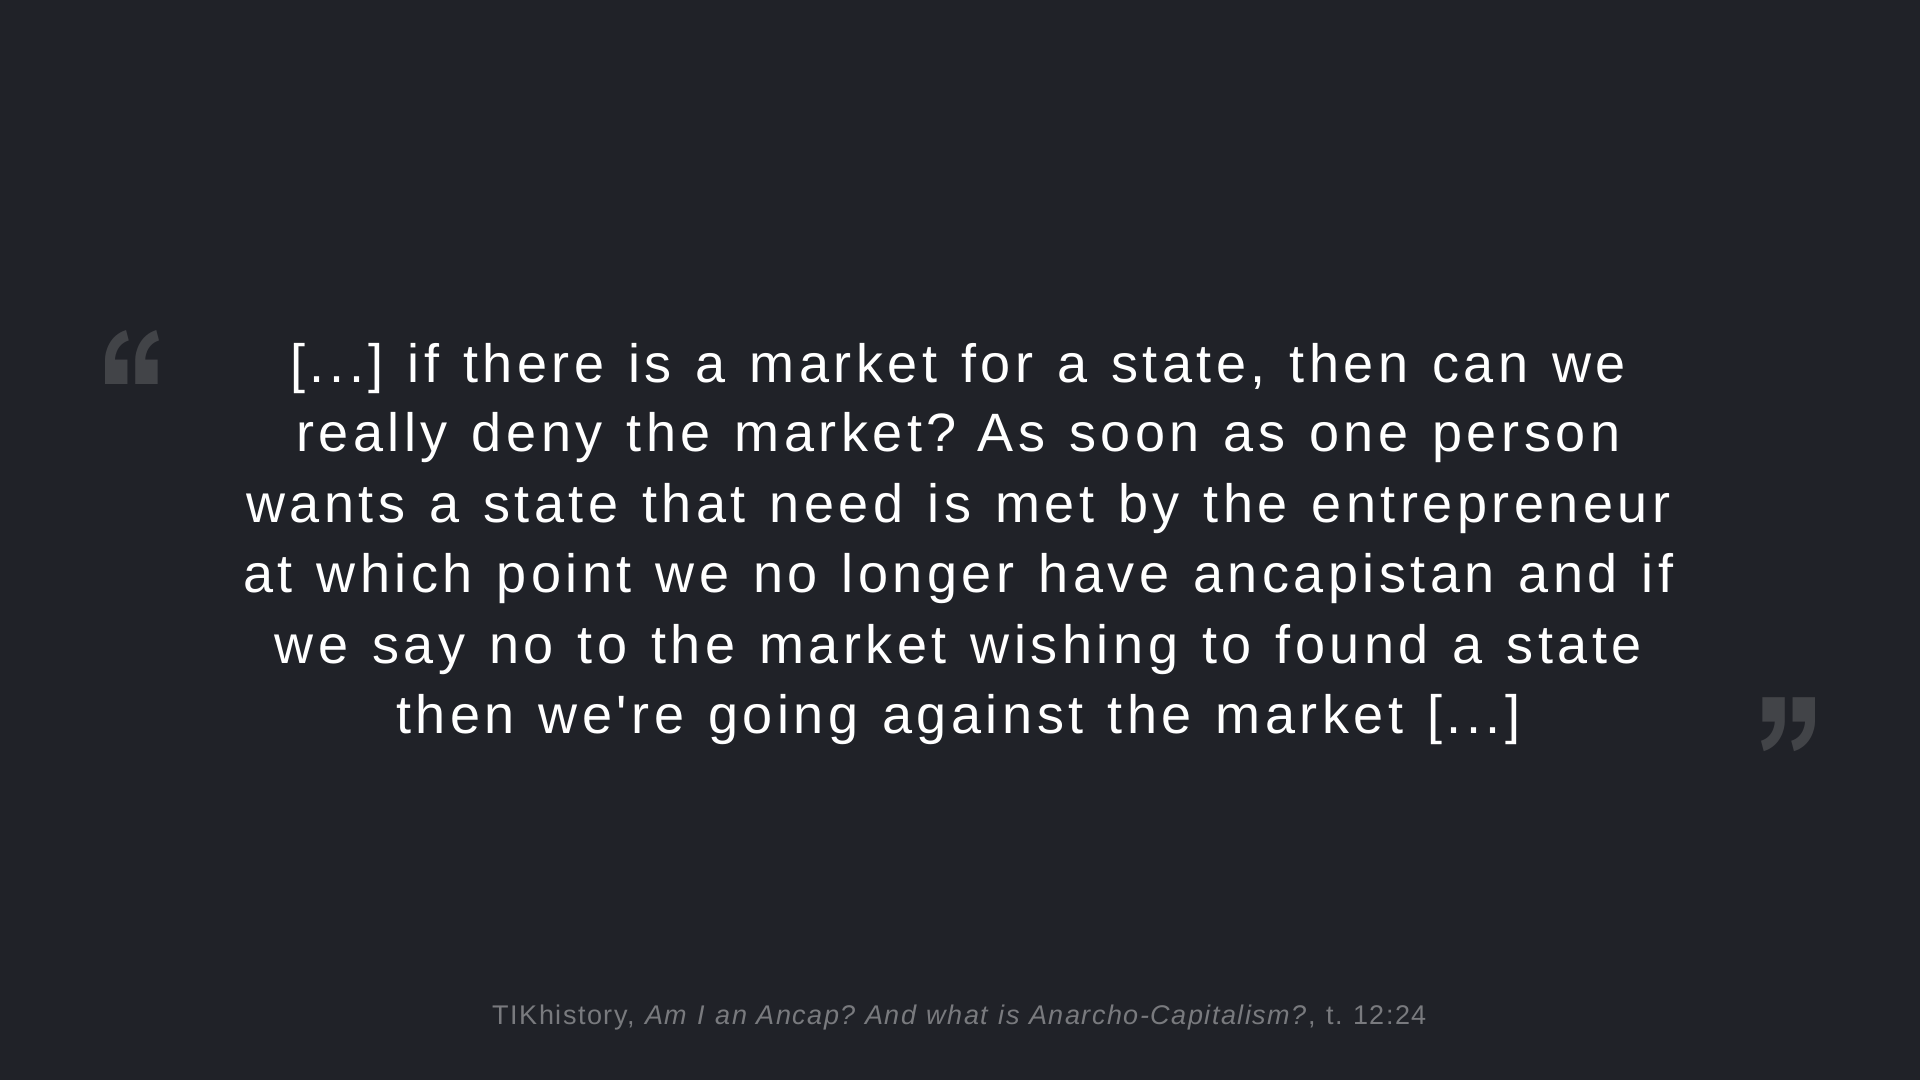 “
[...] if there is a market for a state, then can we
really deny the market? As soon as one person
wants a state that need is met by the entrepreneur
at which point we no longer have ancapistan and if
we say no to the market wishing to found a state
then we're going against the market [...]
”
TIKhistory, Am I an Ancap? And what is Anarcho-Capitalism?, t. 12:24